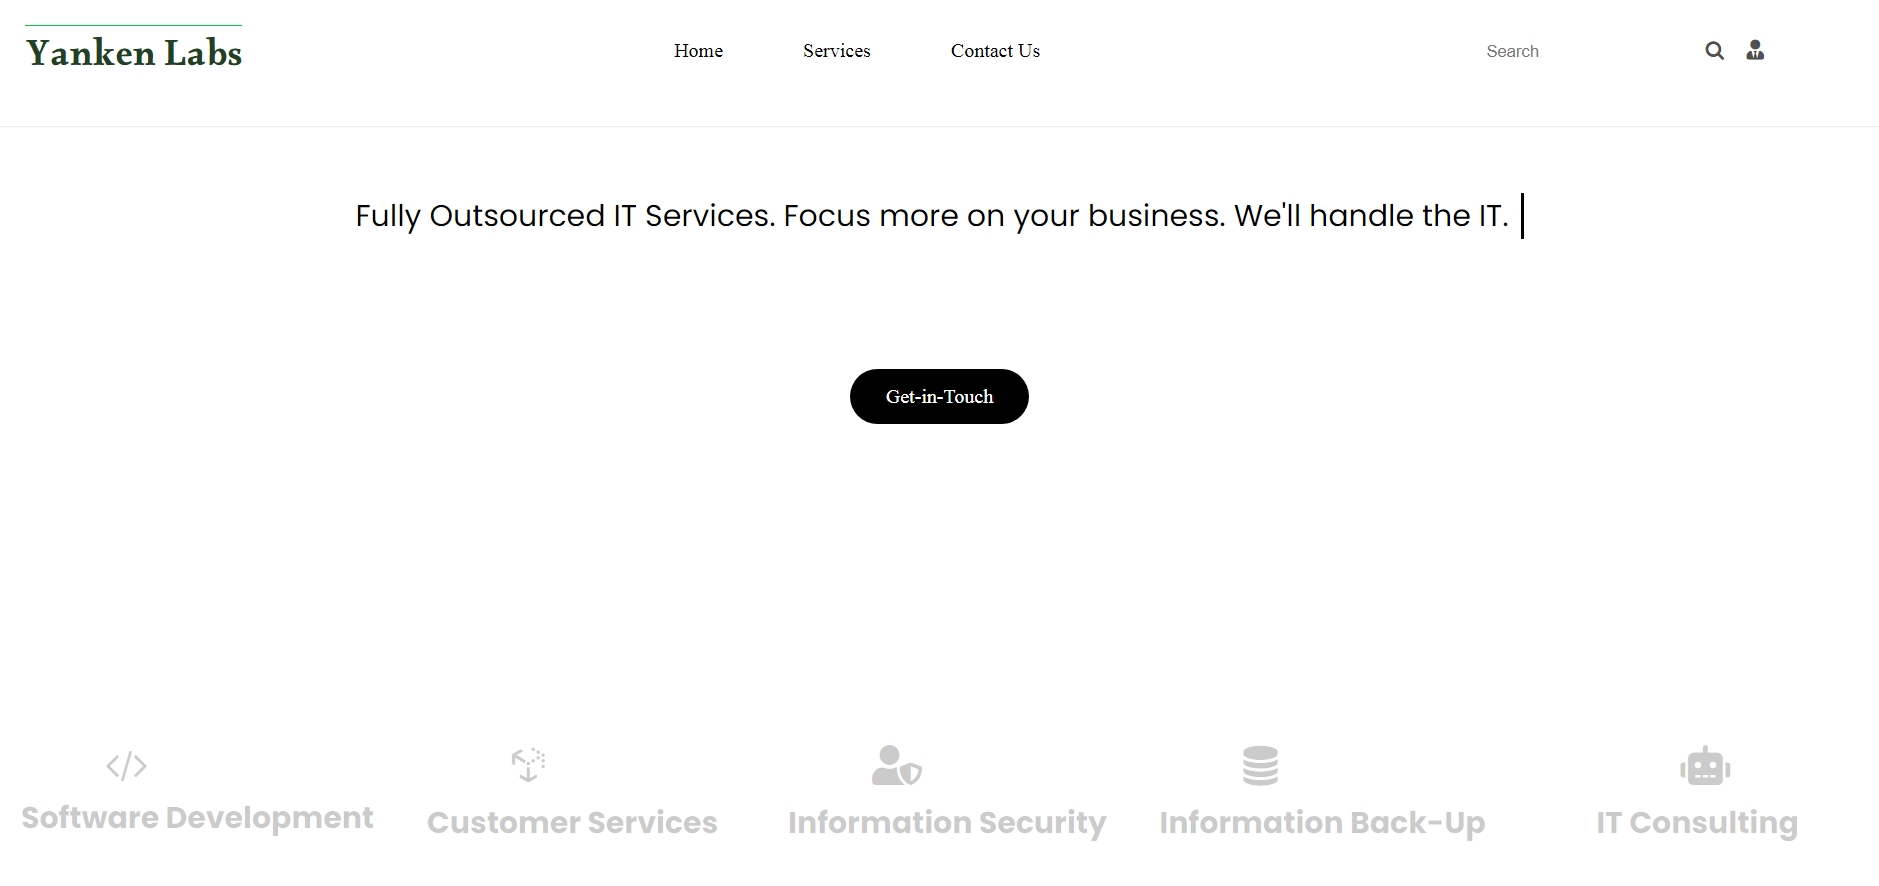 Yanken Labs
Home
Services
Contact Us
Search
Fully Outsourced IT Services. Focus more on your business. We'll handle the IT.
Get-in-Touch
Software Development
Customer Services
Information Security
Information Back-Up
IT Consulting